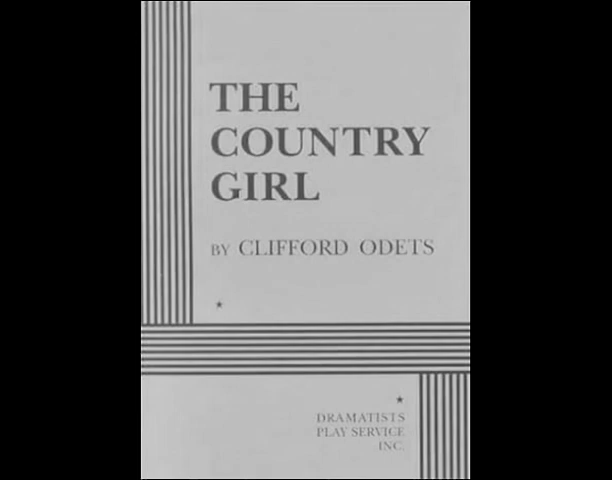 THE
COUNTRY
GIRL
BY CLIFFORD ODETS
DRAMATISTS
PLAY SERVICE
INC.